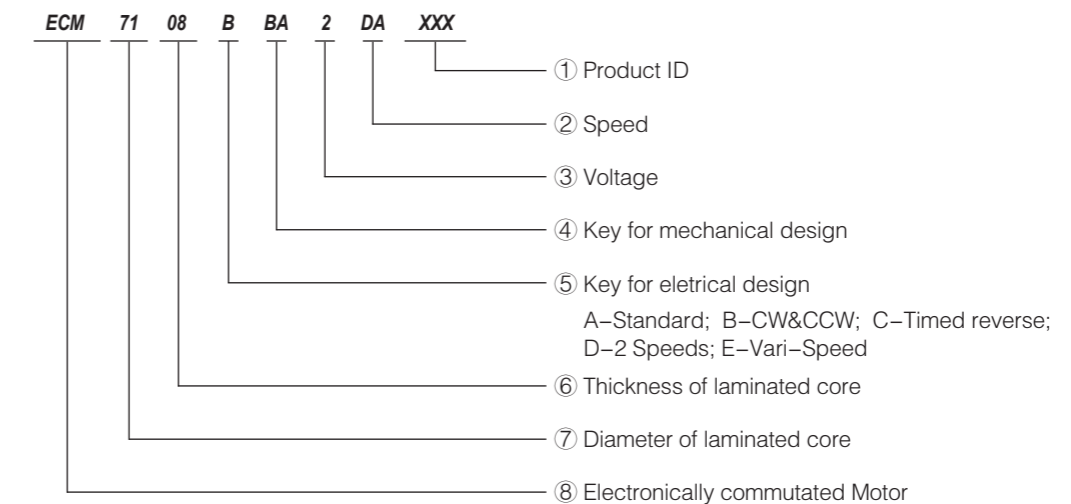 ECM 71 08 B BA 2 DA XXX
① Product ID
② Speed
③ Voltage
④ Key for mechanical design
⑤ Key for eletrical design
A–Standard; B–CW&CCW; C–Timed reverse;
D–2 Speeds; E–Vari–Speed
⑥ Thickness of laminated core
⑦ Diameter of laminated core
⑧ Electronically commutated Motor